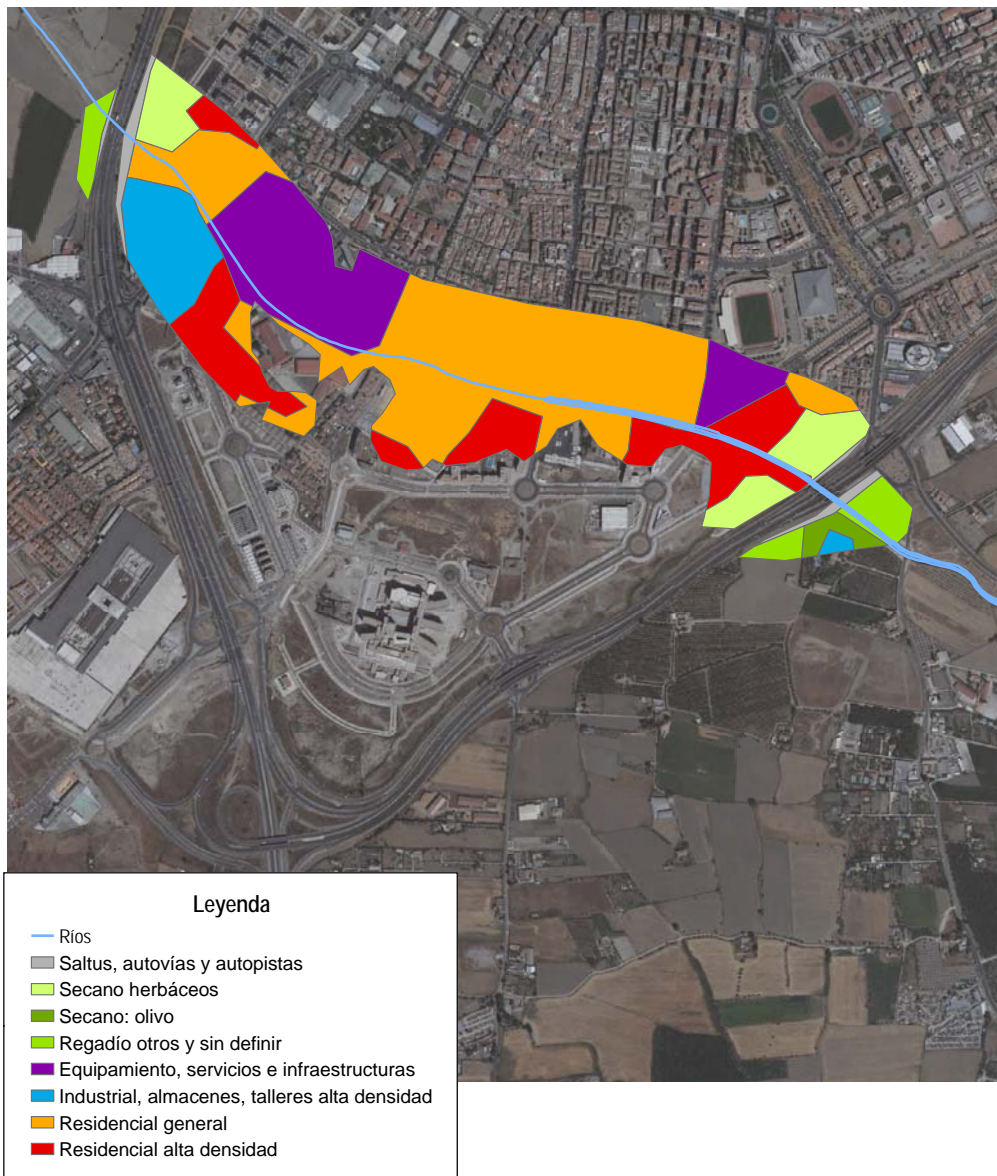 Leyenda
Ríos
Saltus, autovías y autopistas
Secano herbáceos
Secano: olivo
Regadío otros y sin definir
Equipamiento, servicios e infraestructuras
Industrial, almacenes, talleres alta densidad
Residencial general
Residencial alta densidad